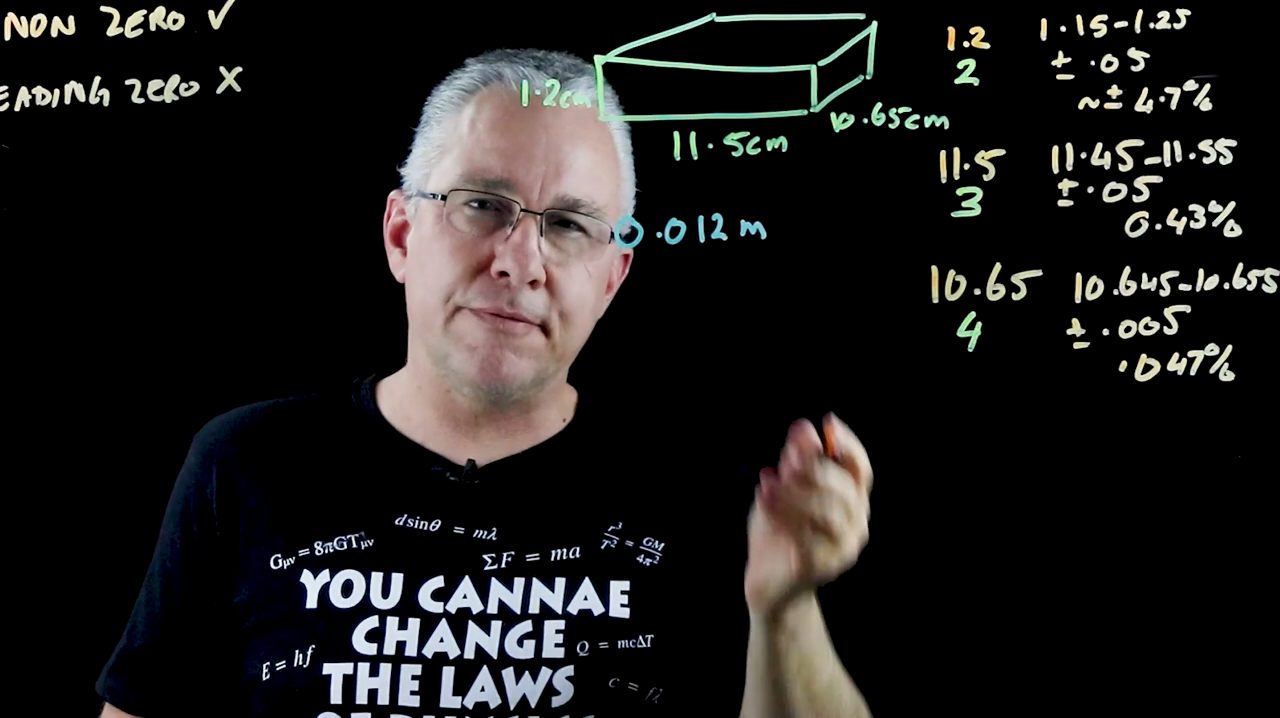 NON ZERO ✓
EADING ZERO X
1.2cm
11.5cm
10.65cm
0.012 m
1.2 1.15-1.25
2 ± .05
~± 4.7%
11.5 11.45-11.55
3 ± .05
0.43%
10.65 10.645-10.655
4 ± .005
.047%
d sinθ = mλ
Gμν = 8πGTμν
ΣF = ma
r³/T² = GM/4π²
YOU CANNAE
CHANGE
THE LAWS
E = hf
Q = mcΔT
c = fλ